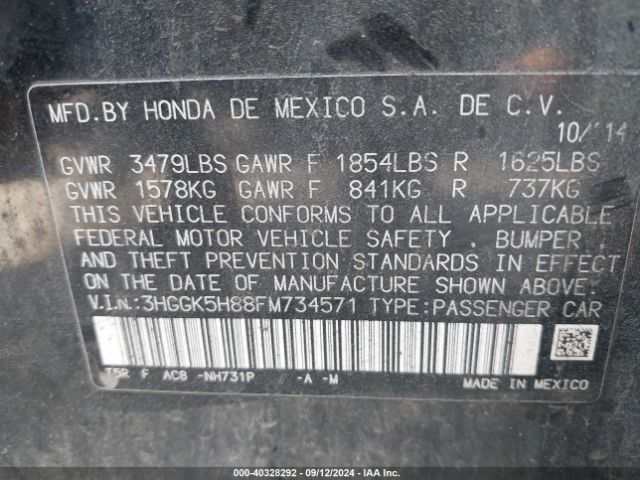 MFD.BY HONDA DE MEXICO S.A. DE C.V.
10/'14
GVWR 3479LBS GAWR F 1854LBS R 1625LBS
GVWR 1578KG GAWR F 841KG R 737KG
THIS VEHICLE CONFORMS TO ALL APPLICABLE
FEDERAL MOTOR VEHICLE SAFETY , BUMPER ,
AND THEFT PREVENTION STANDARDS IN EFFECT
ON THE DATE OF MANUFACTURE SHOWN ABOVE.
V.I.N.:3HGGK5H88FM734571 TYPE:PASSENGER CAR
T5R F ACB -NH731P -A -M
MADE IN MEXICO
000-40328292 - 09/12/2024 - IAA Inc.